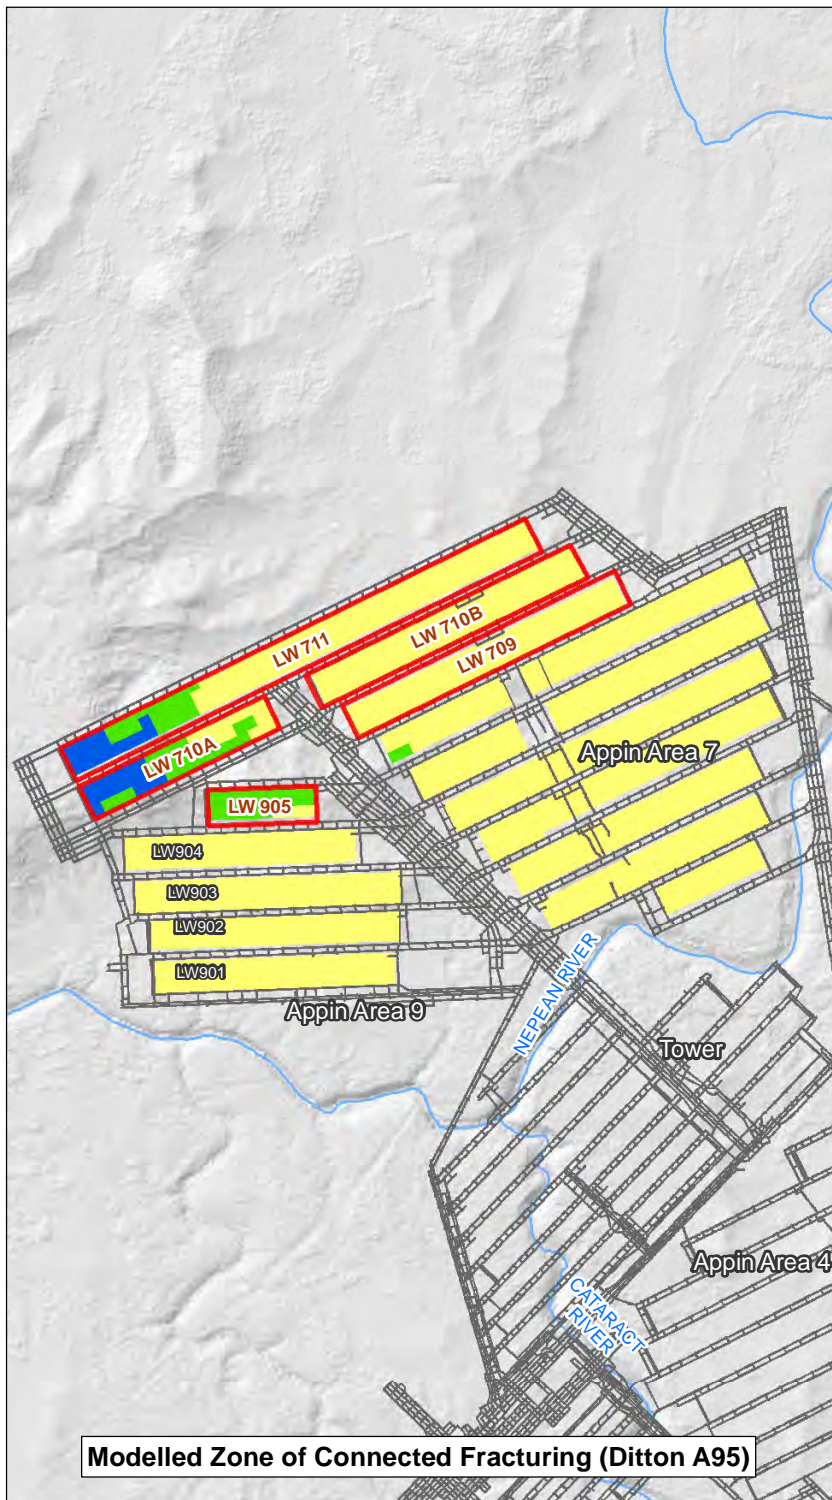 LW 711
LW 710B
LW 709
LW 710A
Appin Area 7
LW 905
LW904
LW903
LW902
LW901
Appin Area 9
NEPEAN RIVER
Tower
Appin Area 4
CATARACT
RIVER
Modelled Zone of Connected Fracturing (Ditton A95)